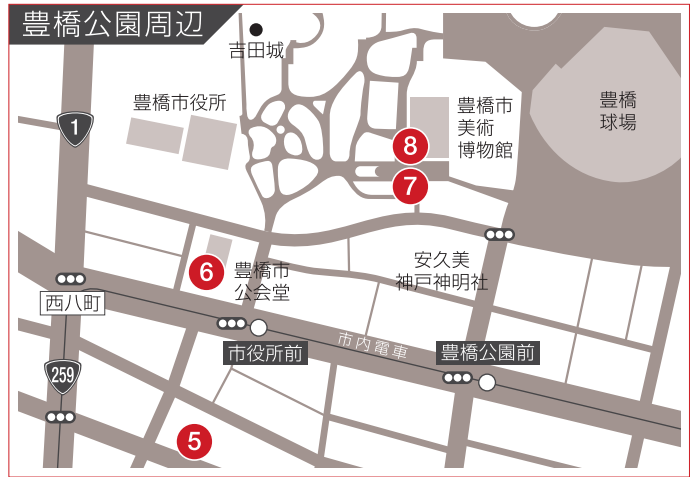 豊橋公園周辺
吉田城
1
豊橋市役所
豊橋市
美術
博物館
豊橋
球場
8
7
6
豊橋市
公会堂
安久美
神戸神明社
西八町
市役所前
市内電車
豊橋公園前
259
5